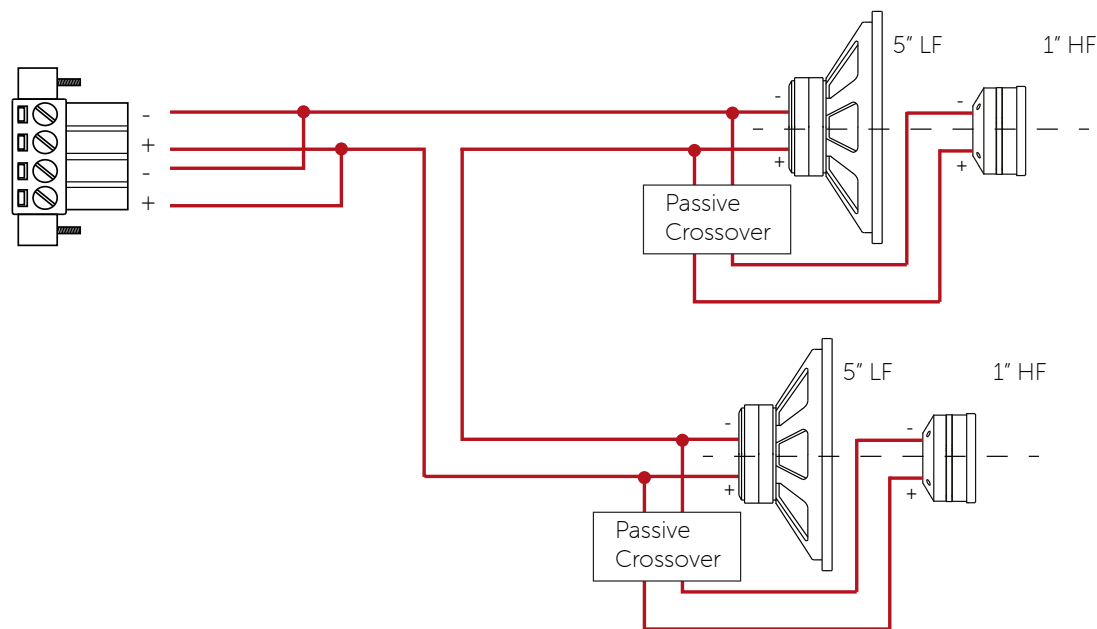 5” LF
1” HF
-
+
-
+
-
+
-
+
Passive
Crossover
5” LF
1” HF
-
+
-
+
Passive
Crossover